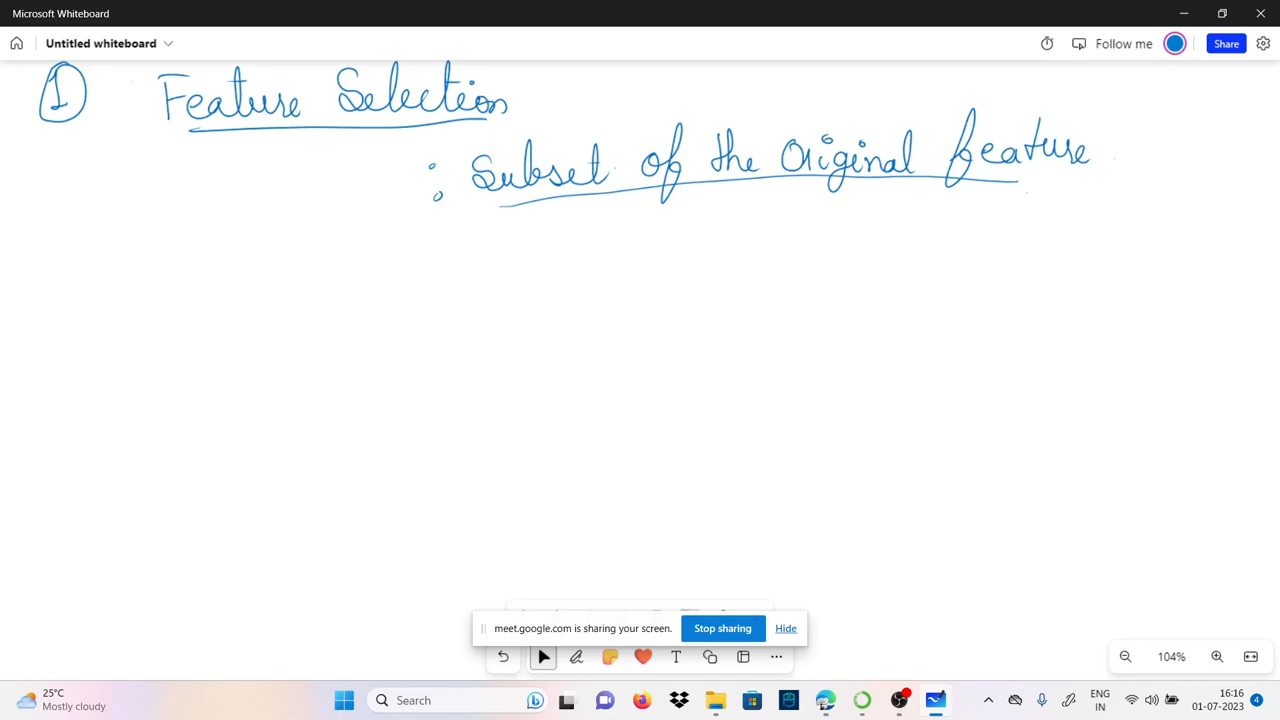 Microsoft Whiteboard
Untitled whiteboard
Follow me
Share
1 Feature Selection
: Subset of the Original feature
meet.google.com is sharing your screen. Stop sharing Hide
104%
25°C
Mostly cloudy
Search
ENG
IN
16:16
01-07-2023
4